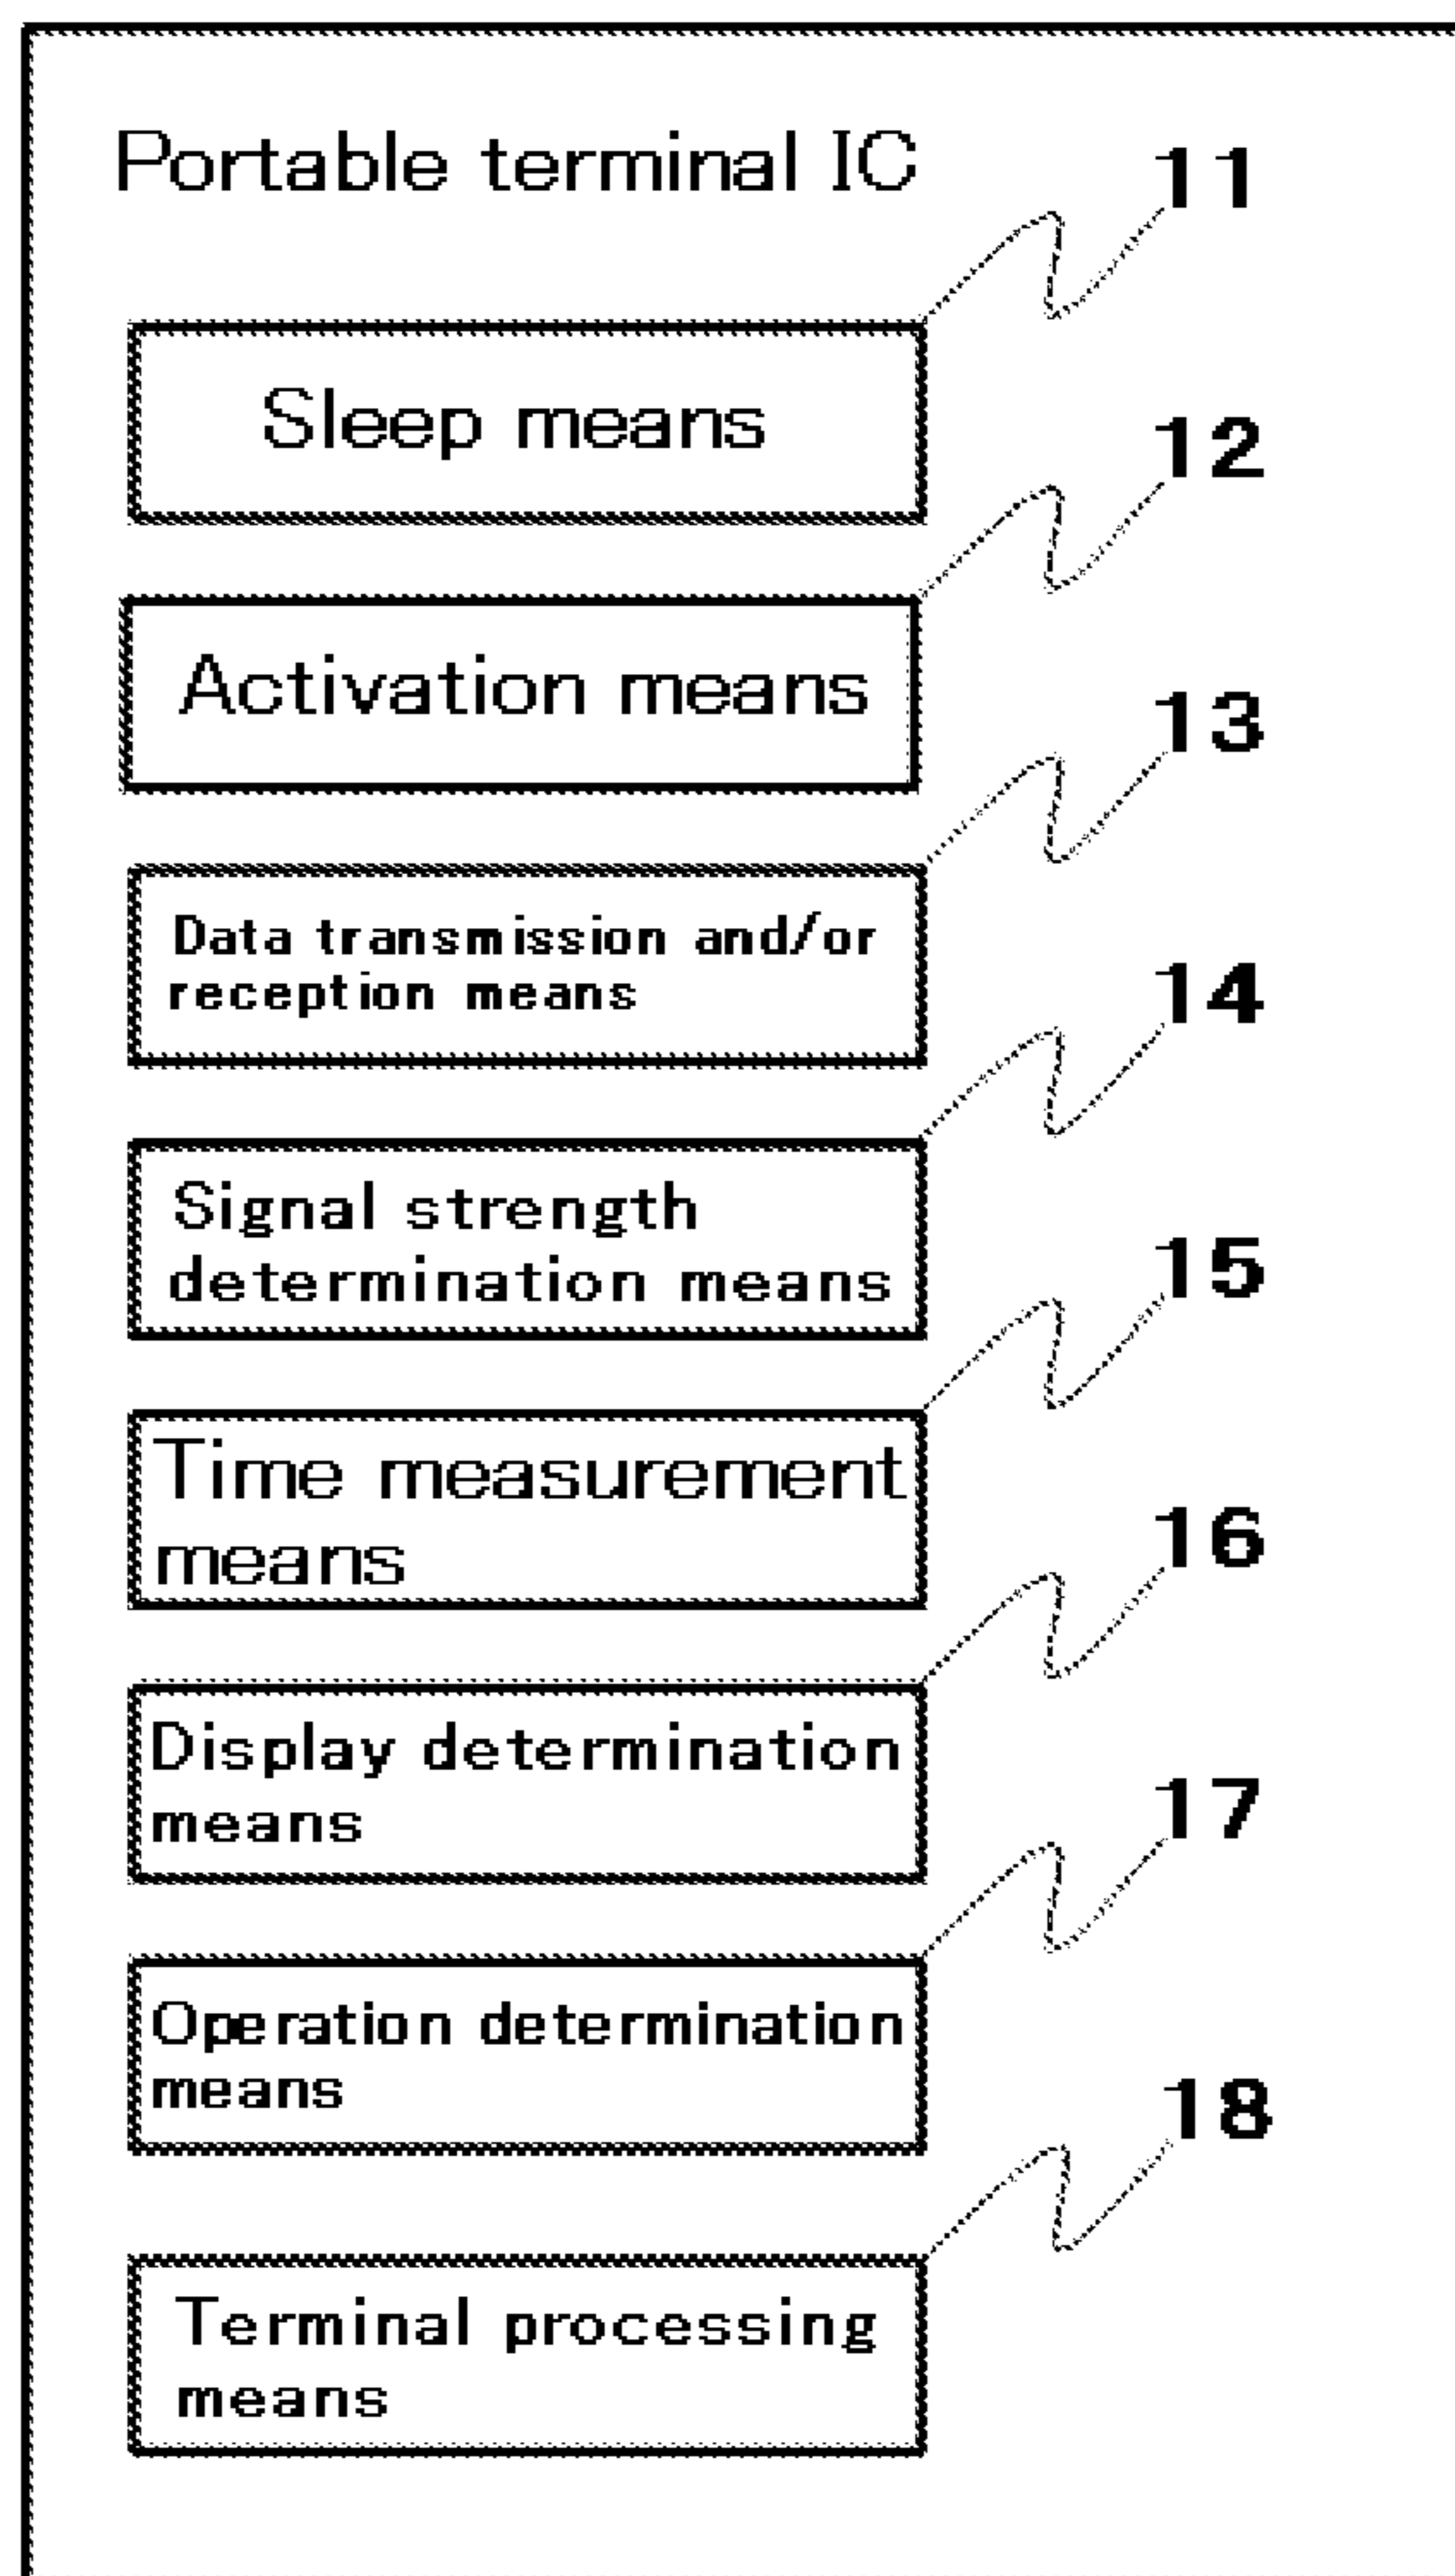 Portable terminal IC
11
Sleep means
12
Activation means
13
Data transmission and/or
reception means
14
Signal strength
determination means
15
Time measurement
means
16
Display determination
means
17
Operation determination
means
18
Terminal processing
means